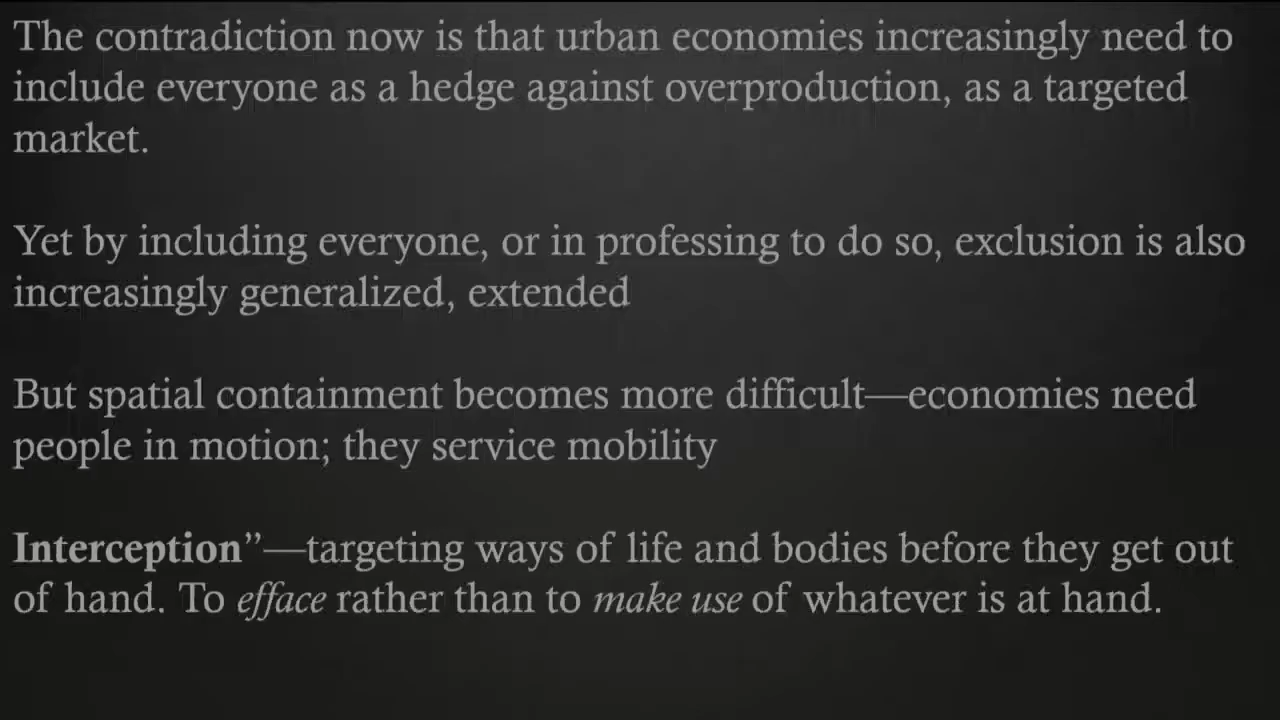 The contradiction now is that urban economies increasingly need to
include everyone as a hedge against overproduction, as a targeted
market.
Yet by including everyone, or in professing to do so, exclusion is also
increasingly generalized, extended
But spatial containment becomes more difficult—economies need
people in motion; they service mobility
Interception”—targeting ways of life and bodies before they get out
of hand. To efface rather than to make use of whatever is at hand.